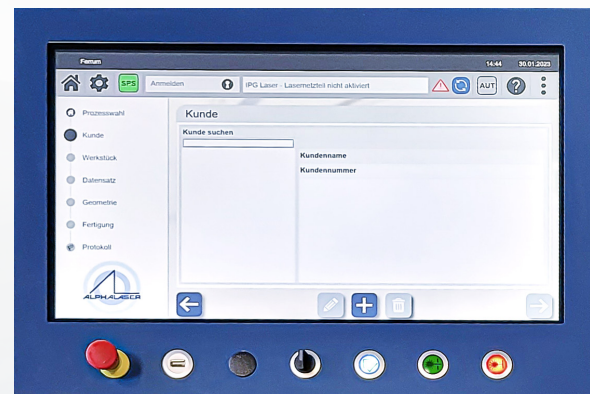 Ferrum
14:44 30.01.2023
SPS
Anmelden
IPG Laser - Lasernetzteil nicht aktiviert
AUT
?
Prozesswahl
Kunde
Kunde
Kunde suchen
Werkstück
Kundenname
Kundennummer
Datensatz
Geometrie
Fertigung
Protokoll
ALPHALASER